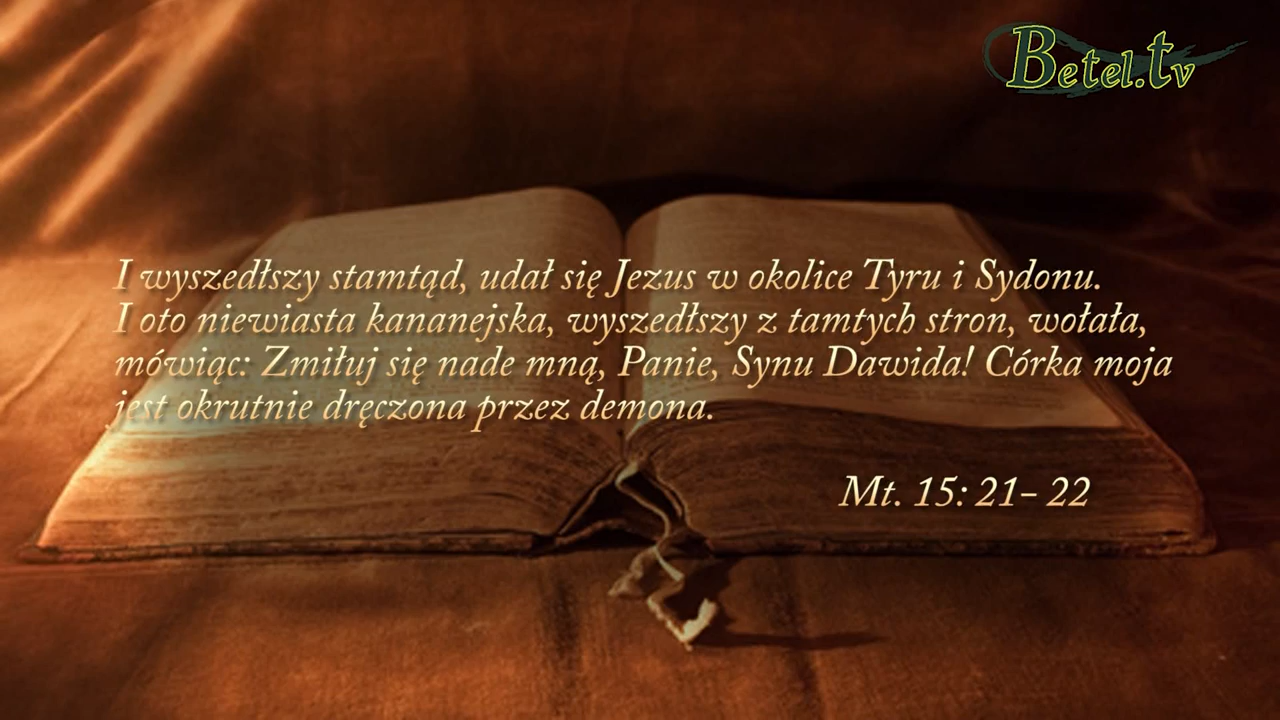 Betel.tv
I wyszedłszy stamtąd, udał się Jezus w okolice Tyru i Sydonu.
I oto niewiasta kananejska, wyszedłszy z tamtych stron, wołała,
mówiąc: Zmiłuj się nade mną, Panie, Synu Dawida! Córka moja
jest okrutnie dręczona przez demona.
Mt. 15: 21- 22